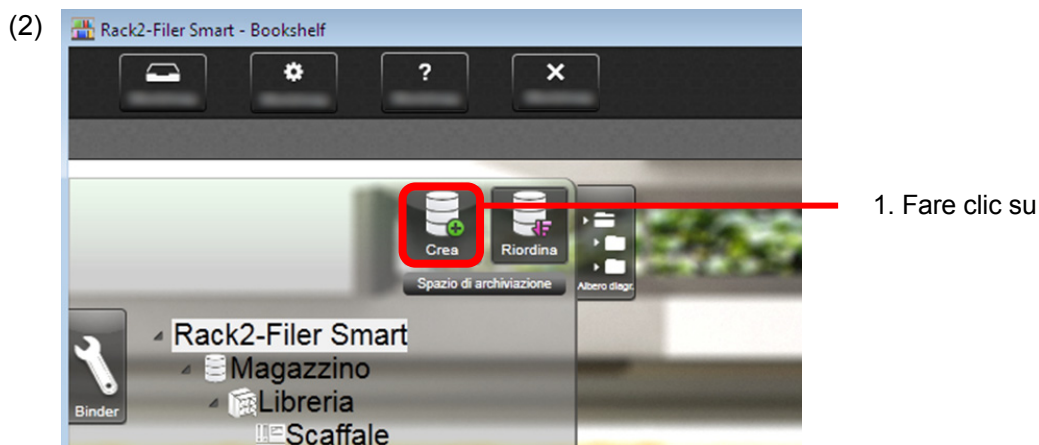 (2)
Rack2-Filer Smart - Bookshelf
?
1. Fare clic su
Crea
Riordina
Spazio di archiviazione
Albero diagr.
Rack2-Filer Smart
Magazzino
Binder
Libreria
Scaffale